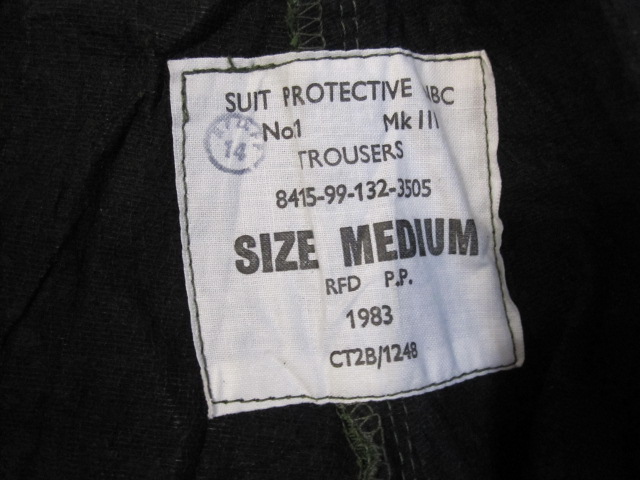 SUIT PROTECTIVE NBC
No1 Mk III
14
TROUSERS
8415-99-132-3505
SIZE MEDIUM
RFD P.P.
1983
CT2B/1248